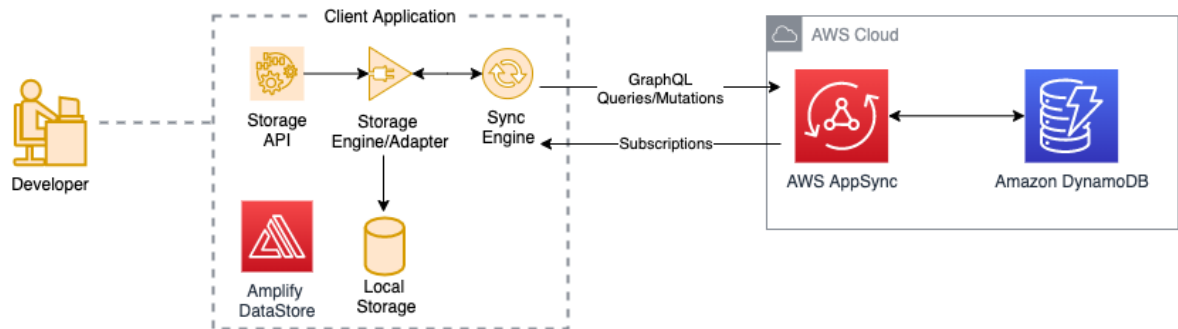 Client Application
AWS Cloud
Developer
Storage
API
Storage
Engine/Adapter
Sync
Engine
GraphQL
Queries/Mutations
Subscriptions
AWS AppSync
Amazon DynamoDB
Amplify
DataStore
Local
Storage